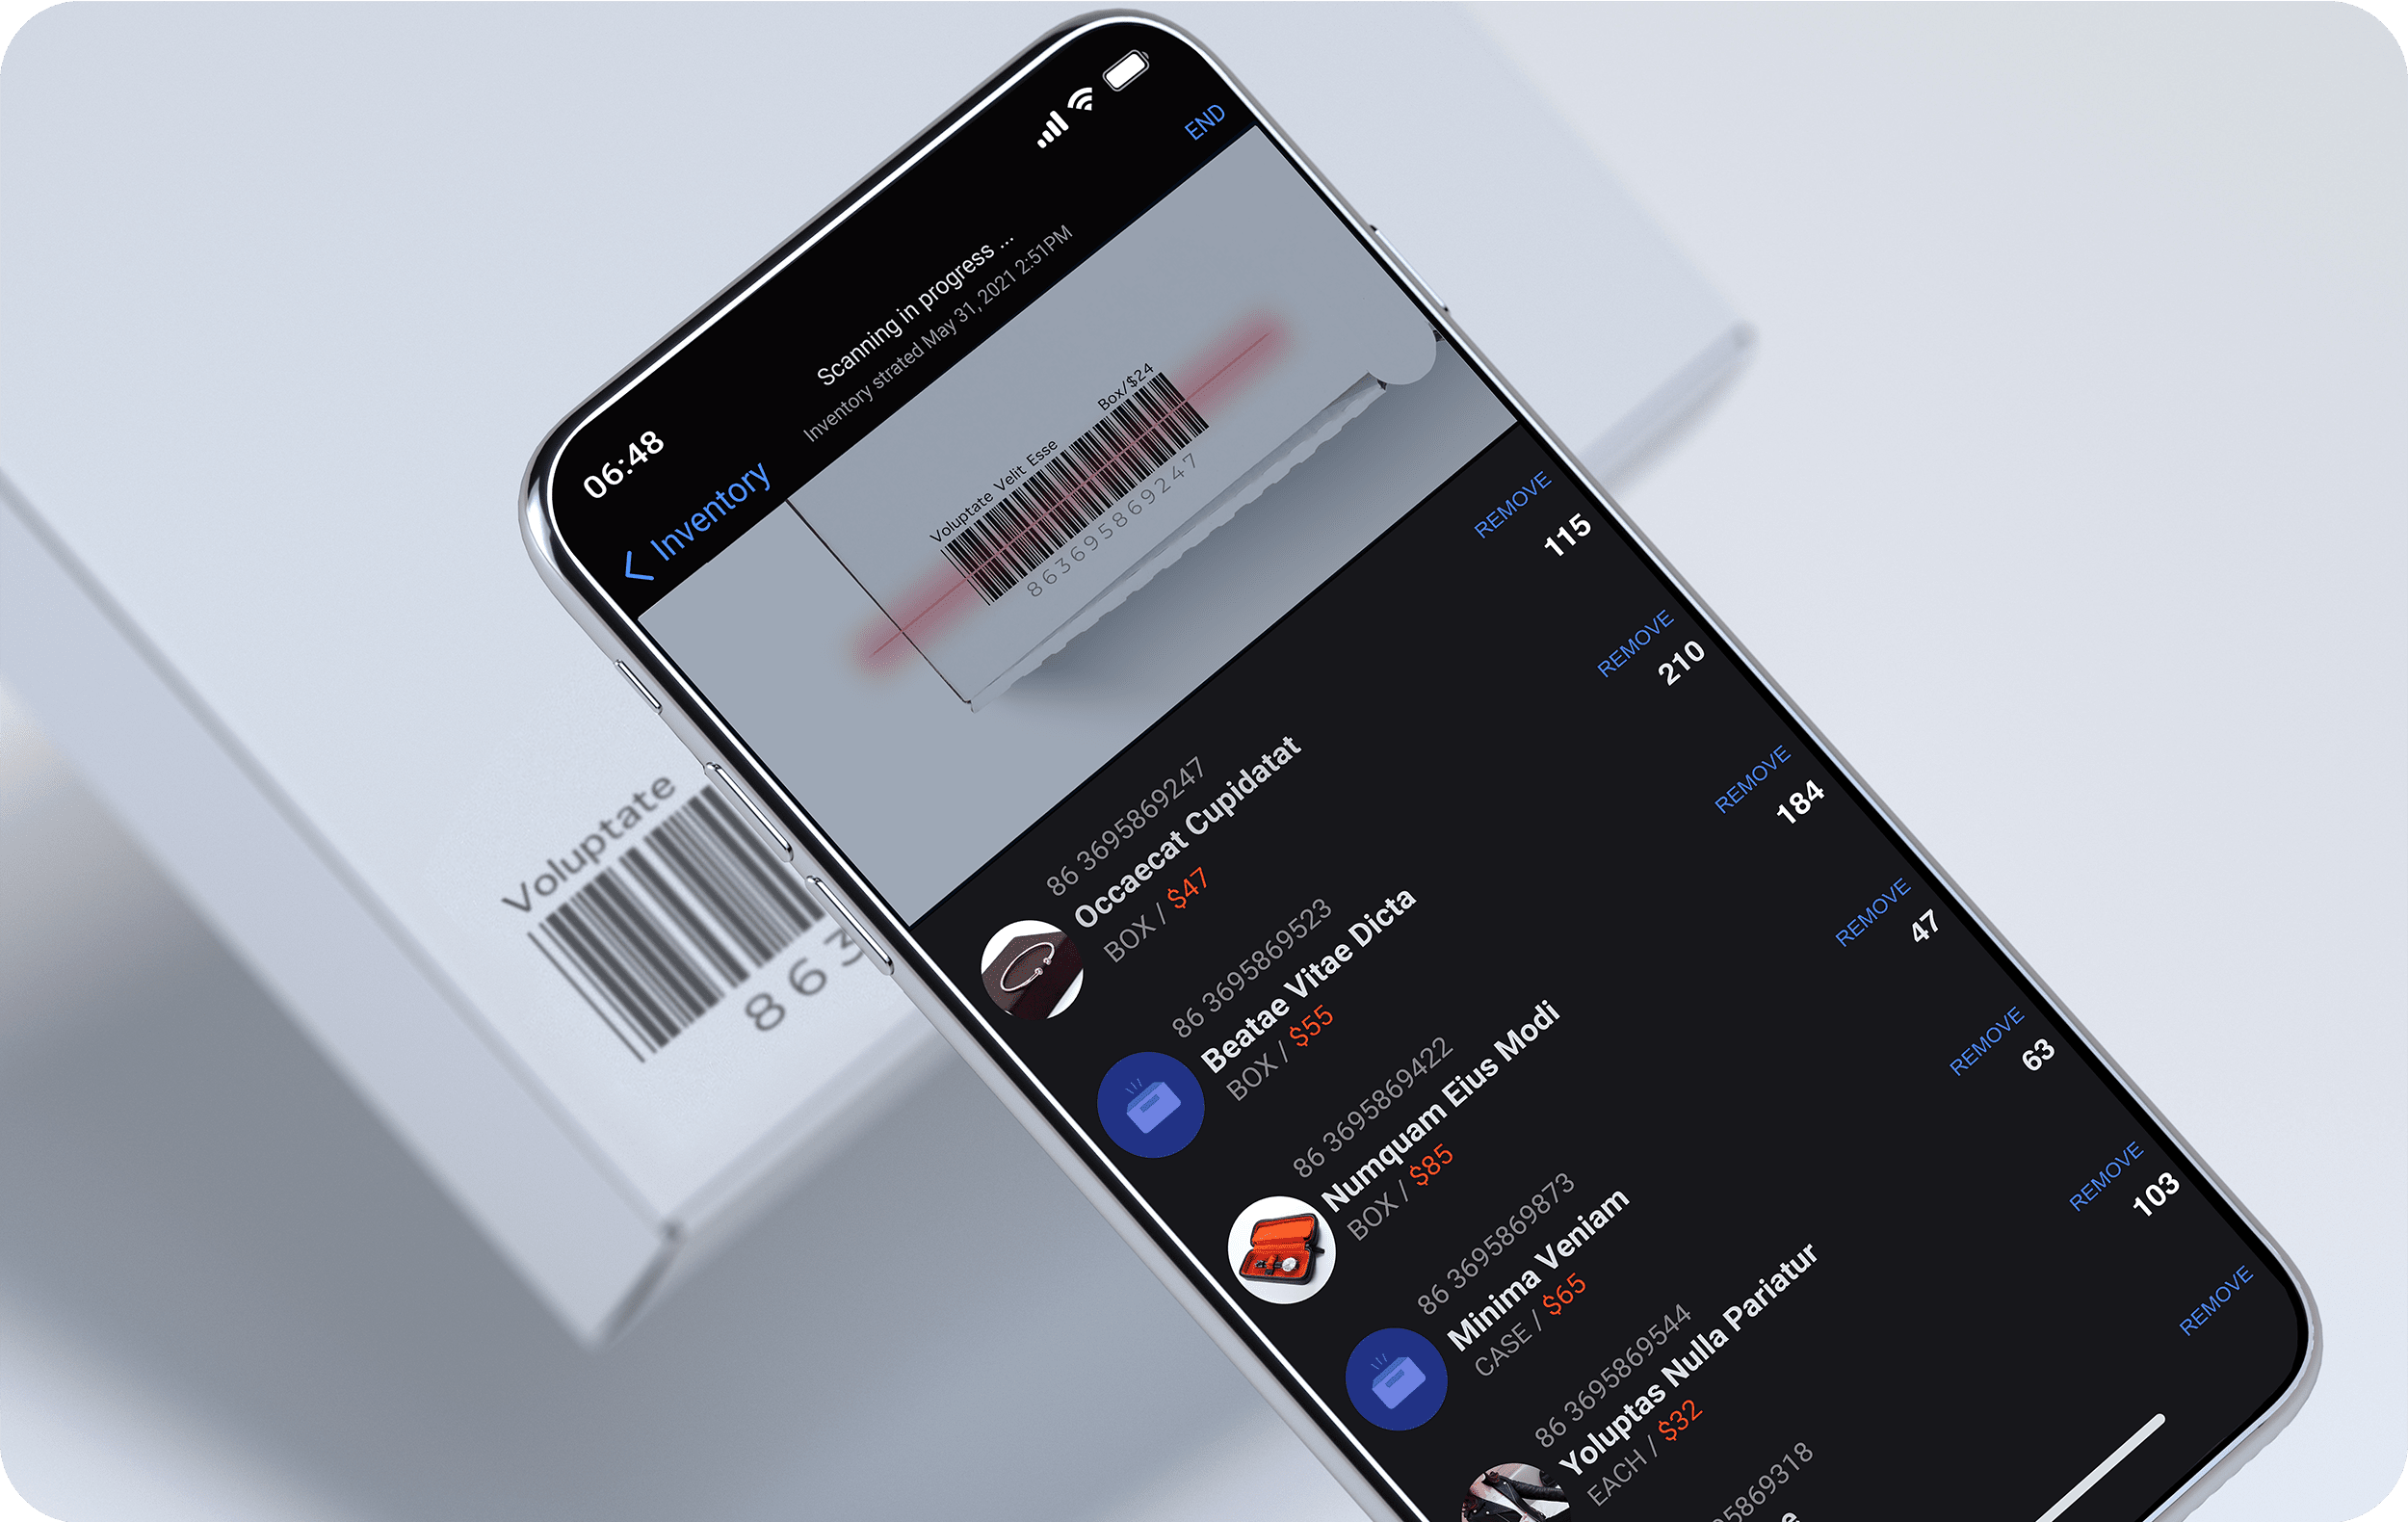 06:48
Inventory
Scanning in progress ...
Inventory strated May 31, 2021 2:51PM
END
Voluptate Velit Esse Box/$24
863695869247
86 3695869247 REMOVE
Occaecat Cupidatat 115
BOX / $47
86 3695869523 REMOVE
Beatae Vitae Dicta 210
BOX / $55
86 3695869422 REMOVE
Numquam Eius Modi 184
BOX / $85
86 3695869873 REMOVE
Minima Veniam 47
CASE / $65
86 3695869544 REMOVE
Yoluptas Nulla Pariatur 63
EACH / $32
5869318 REMOVE
103
REMOVE
Voluptate
863